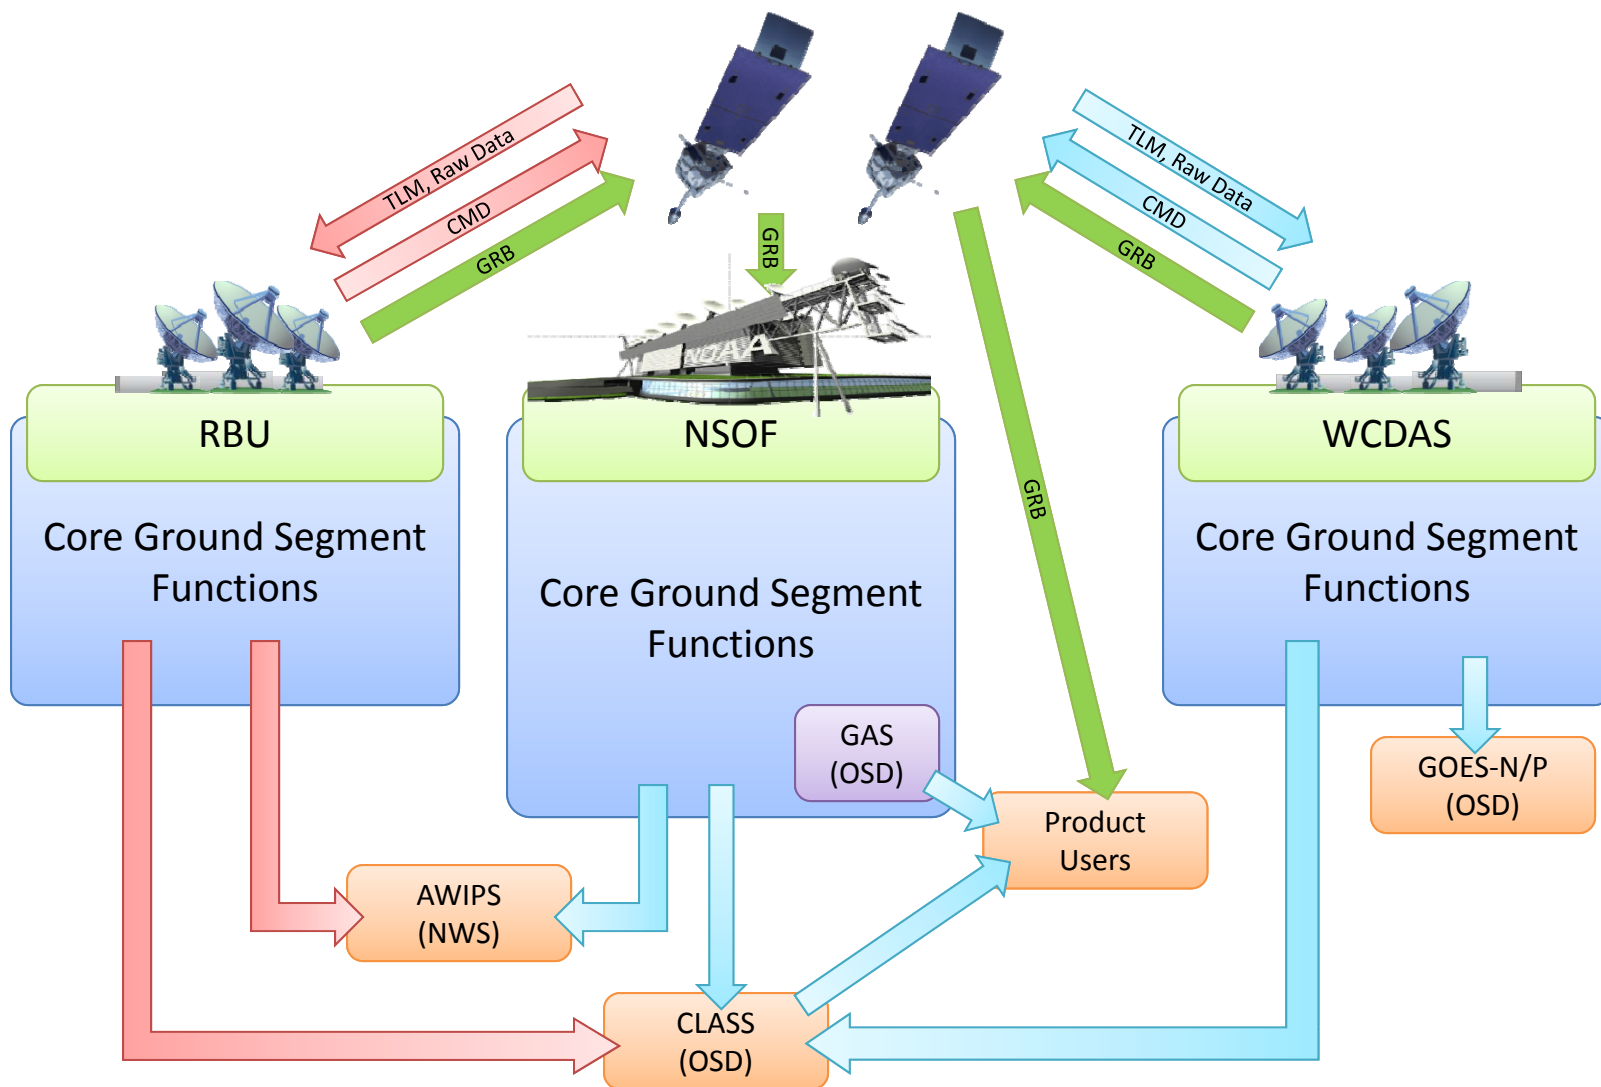 TLM, Raw Data
CMD
GRB
GRB
TLM, Raw Data
CMD
GRB
NOAA
RBU
NSOF
WCDAS
GRB
Core Ground Segment
Functions
Core Ground Segment
Functions
Core Ground Segment
Functions
GAS
(OSD)
GOES-N/P
(OSD)
Product
Users
AWIPS
(NWS)
CLASS
(OSD)